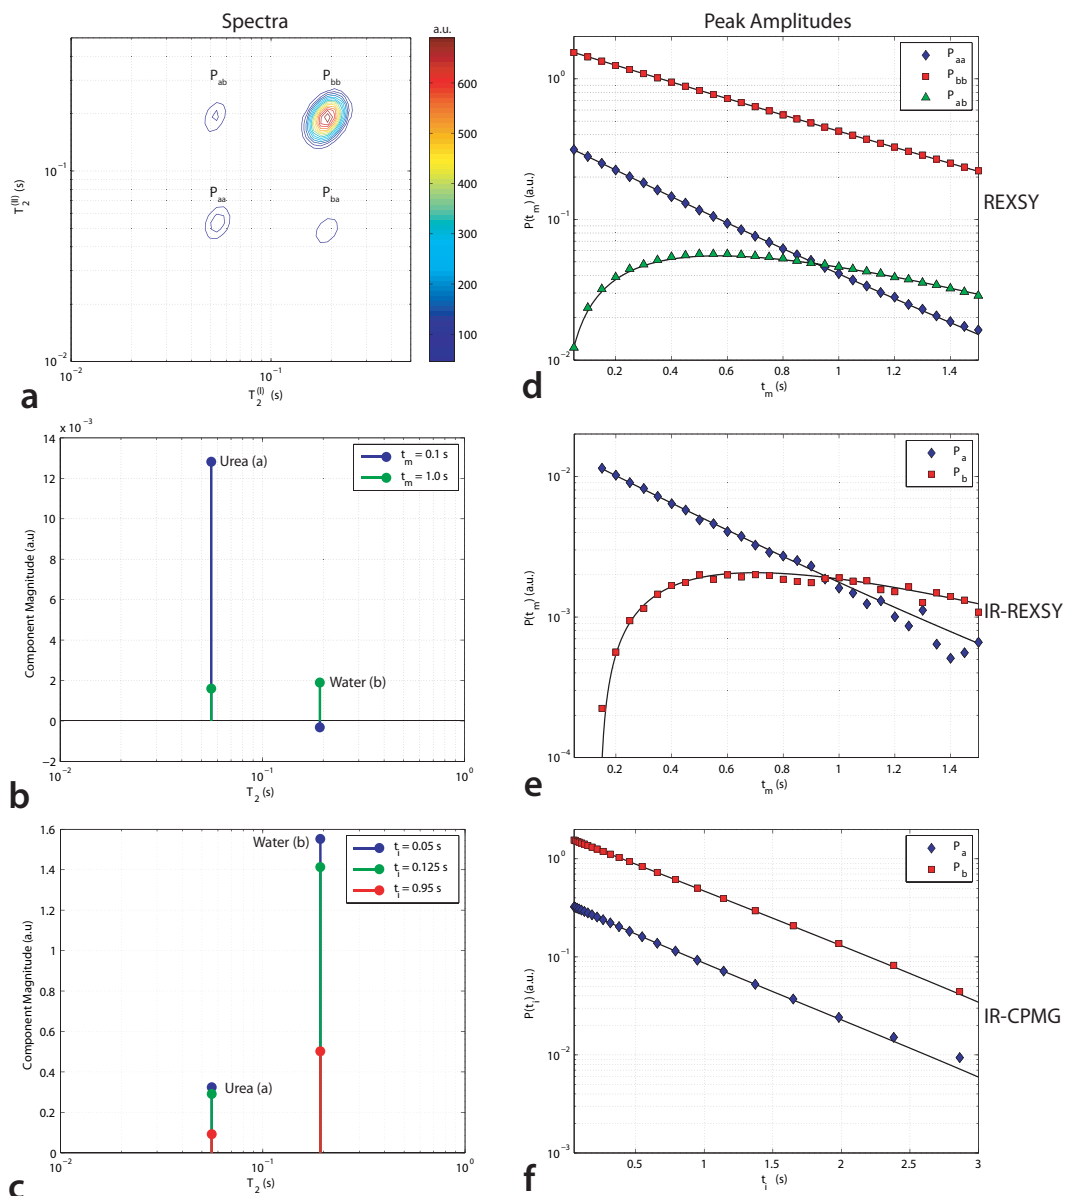 Spectra
Peak Amplitudes
a.u.
P_ab
P_bb
P_aa
P_ba
600
500
400
300
200
100
10^-1
10^-2
T_2^(II) (s)
10^-2
10^-1
T_2^(I) (s)
a
P_aa
P_bb
P_ab
10^0
10^-1
10^-2
P(t_m) (a.u.)
0.2 0.4 0.6 0.8 1 1.2 1.4
t_m (s)
REXSY
d
x 10^-3
14
12
10
8
6
4
2
0
−2
Component Magnitude (a.u)
Urea (a)
Water (b)
t_m = 0.1 s
t_m = 1.0 s
10^-2
10^-1
10^0
T_2 (s)
b
P_a
P_b
10^-2
10^-3
10^-4
P(t_m) (a.u.)
0.2 0.4 0.6 0.8 1 1.2 1.4
t_m (s)
IR-REXSY
e
1.6
1.4
1.2
1
0.8
0.6
0.4
0.2
0
Component Magnitude (a.u)
Water (b)
Urea (a)
t_i = 0.05 s
t_i = 0.125 s
t_i = 0.95 s
10^-2
10^-1
10^0
T_2 (s)
c
P_a
P_b
10^0
10^-1
10^-2
10^-3
P(t_i) (a.u.)
0.5 1 1.5 2 2.5 3
t_i (s)
IR-CPMG
f